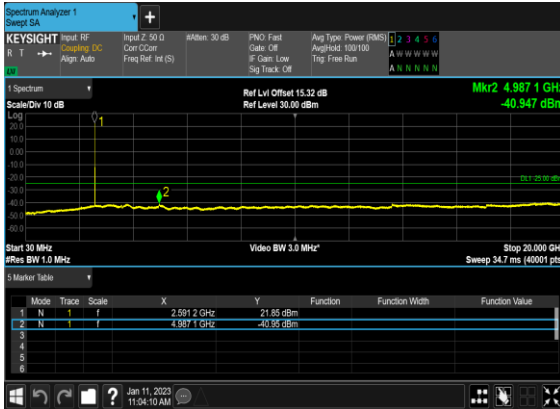 Spectrum Analyzer 1
Swept SA
KEYSIGHT Input: RF Input Z: 50 Ω #Atten: 30 dB PNO: Fast Avg Type: Power (RMS) 1 2 3 4 5 6
R T Coupling: DC Corr CCorr Gate: Off Avg|Hold: 100/100 A W W W W W
Align: Auto Freq Ref: Int (S) IF Gain: Low Trig: Free Run
Sig Track: Off A N N N N N
1 Spectrum Ref Lvl Offset 15.32 dB Mkr2 4.987 1 GHz
Scale/Div 10 dB Ref Level 30.00 dBm -40.947 dBm
Log
1
20.0
10.0
0.00
-10.0
-20.0
DL1 -25.00 dBm
-30.0
2
-40.0
-50.0
-60.0
Start 30 MHz Video BW 3.0 MHz* Stop 20.000 GH
#Res BW 1.0 MHz Sweep 34.7 ms (40001 pts
5 Marker Table
Mode Trace Scale X Y Function Function Width Function Value
1 N 1 f 2.591 2 GHz 21.85 dBm
2 N 1 f 4.987 1 GHz -40.95 dBm
3
4
5
6
Jan 11, 2023
11:04:10 AM